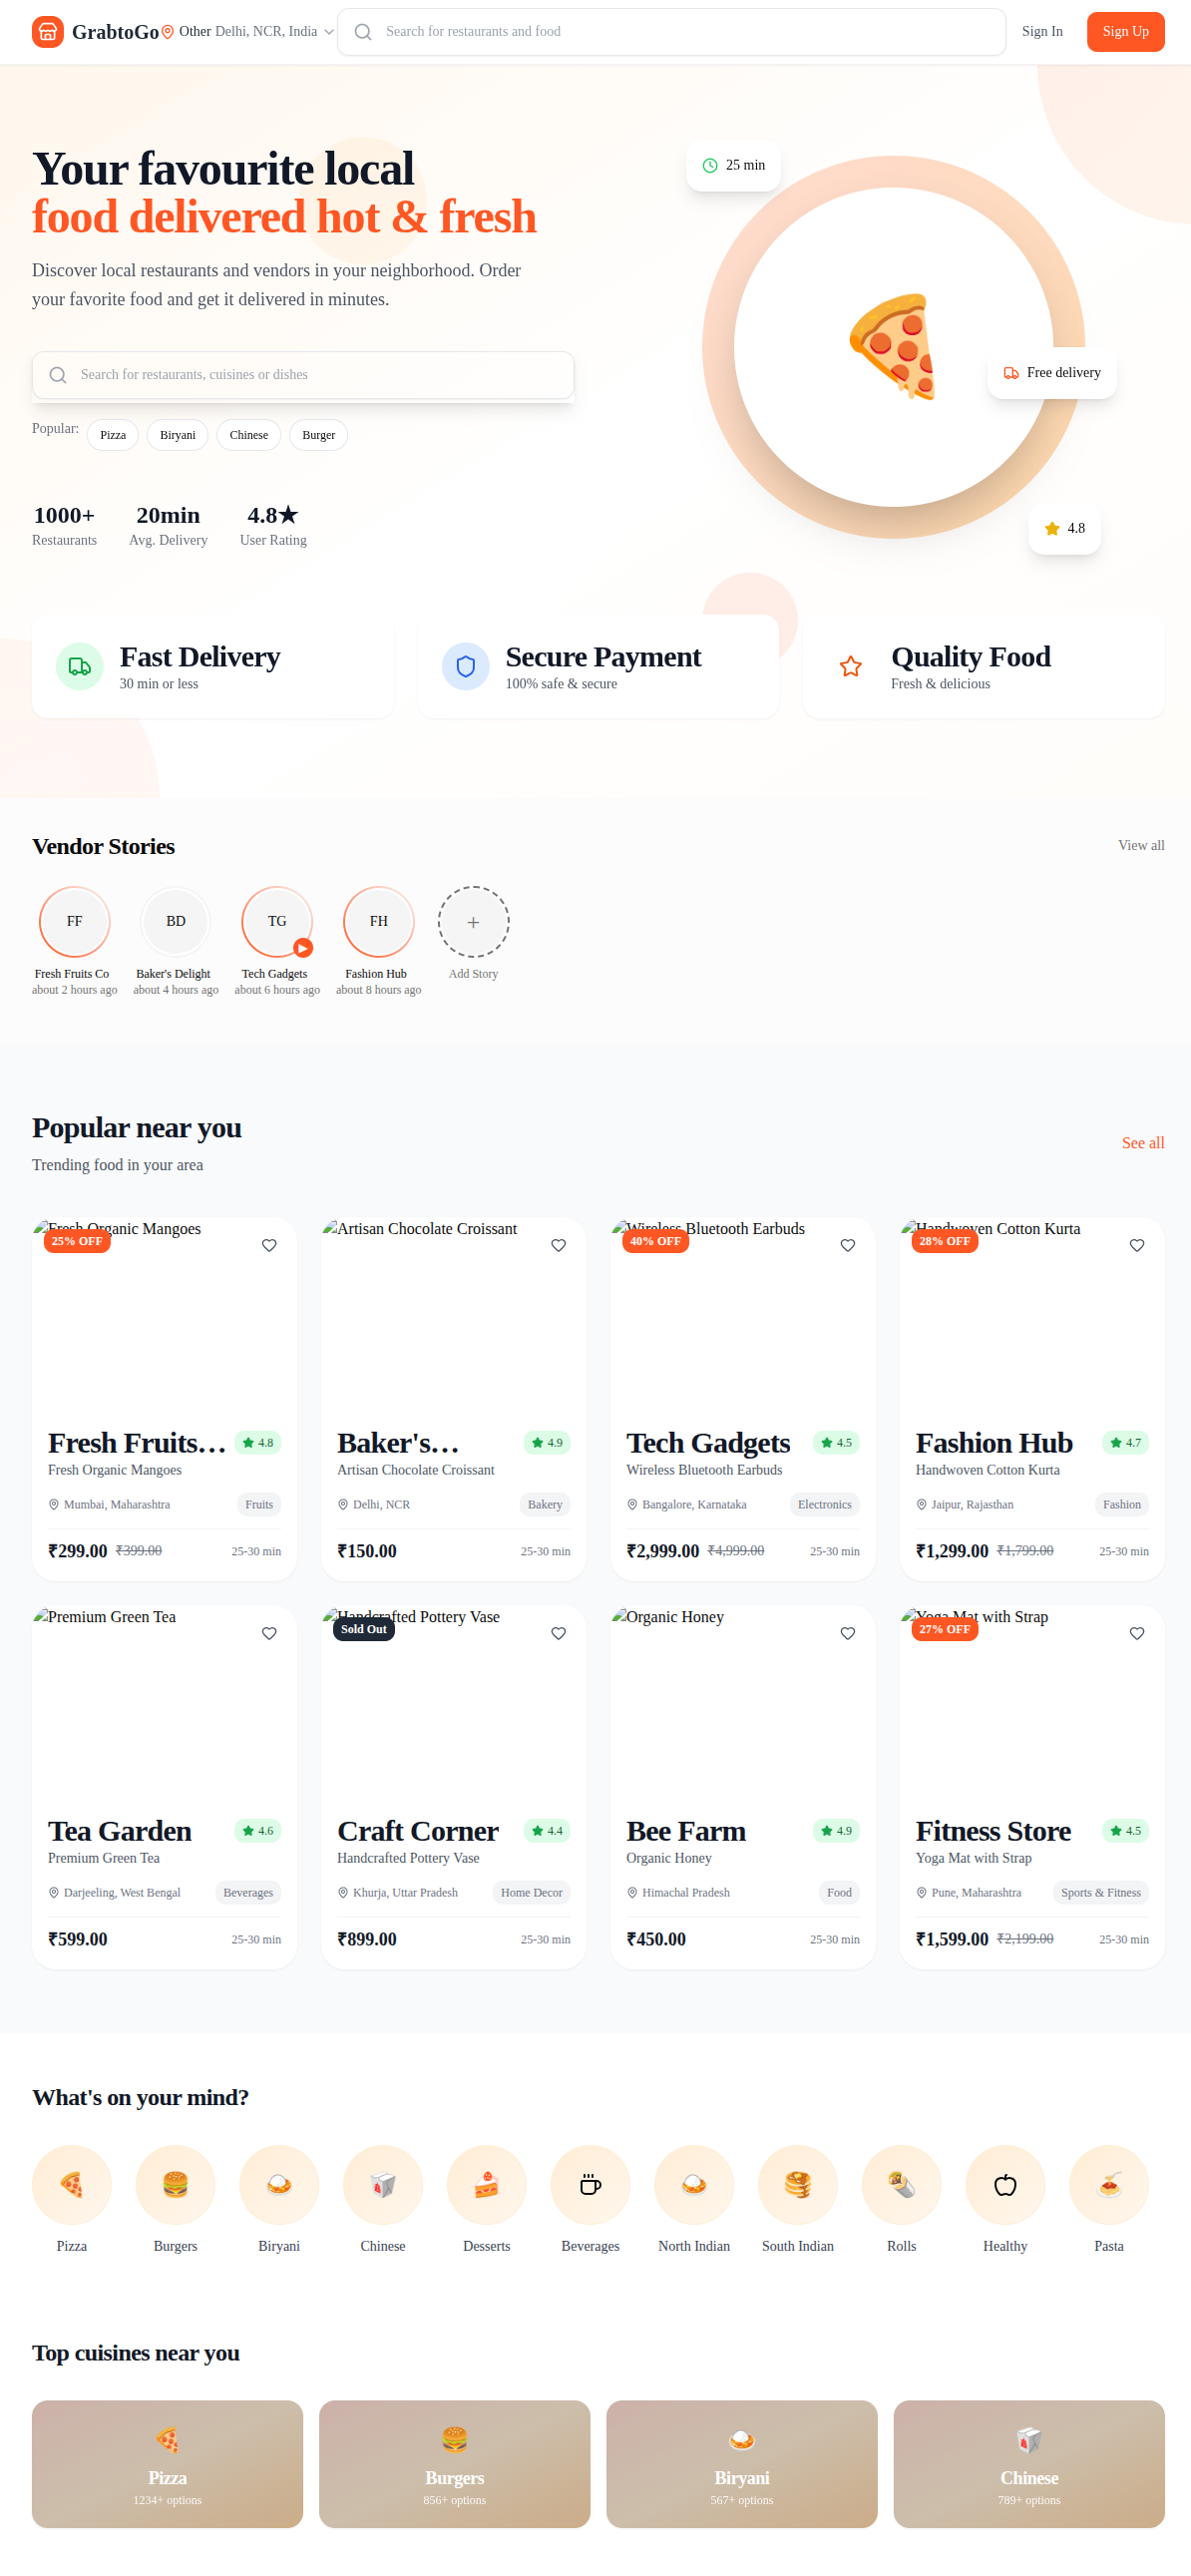 GrabtoGo
Other Delhi, NCR, India
Search for restaurants and food
Sign In
Sign Up
Your favourite local
food delivered hot & fresh
Discover local restaurants and vendors in your neighborhood. Order
your favorite food and get it delivered in minutes.
Search for restaurants, cuisines or dishes
Popular:
Pizza
Biryani
Chinese
Burger
1000+
Restaurants
20min
Avg. Delivery
4.8★
User Rating
25 min
Free delivery
4.8
Fast Delivery
30 min or less
Secure Payment
100% safe & secure
Quality Food
Fresh & delicious
Vendor Stories
View all
FF
Fresh Fruits Co
about 2 hours ago
BD
Baker's Delight
about 4 hours ago
TG
Tech Gadgets
about 6 hours ago
FH
Fashion Hub
about 8 hours ago
+
Add Story
Popular near you
Trending food in your area
See all
Fresh Organic Mangoes
25% OFF
Fresh Fruits…
4.8
Fresh Organic Mangoes
Mumbai, Maharashtra
Fruits
₹299.00 ₹399.00
25-30 min
Artisan Chocolate Croissant
Baker's…
4.9
Artisan Chocolate Croissant
Delhi, NCR
Bakery
₹150.00
25-30 min
Wireless Bluetooth Earbuds
40% OFF
Tech Gadgets
4.5
Wireless Bluetooth Earbuds
Bangalore, Karnataka
Electronics
₹2,999.00 ₹4,999.00
25-30 min
Handwoven Cotton Kurta
28% OFF
Fashion Hub
4.7
Handwoven Cotton Kurta
Jaipur, Rajasthan
Fashion
₹1,299.00 ₹1,799.00
25-30 min
Premium Green Tea
Tea Garden
4.6
Premium Green Tea
Darjeeling, West Bengal
Beverages
₹599.00
25-30 min
Handcrafted Pottery Vase
Sold Out
Craft Corner
4.4
Handcrafted Pottery Vase
Khurja, Uttar Pradesh
Home Decor
₹899.00
25-30 min
Organic Honey
Bee Farm
4.9
Organic Honey
Himachal Pradesh
Food
₹450.00
25-30 min
Yoga Mat with Strap
27% OFF
Fitness Store
4.5
Yoga Mat with Strap
Pune, Maharashtra
Sports & Fitness
₹1,599.00 ₹2,199.00
25-30 min
What's on your mind?
Pizza
Burgers
Biryani
Chinese
Desserts
Beverages
North Indian
South Indian
Rolls
Healthy
Pasta
Top cuisines near you
Pizza
1234+ options
Burgers
856+ options
Biryani
567+ options
Chinese
789+ options